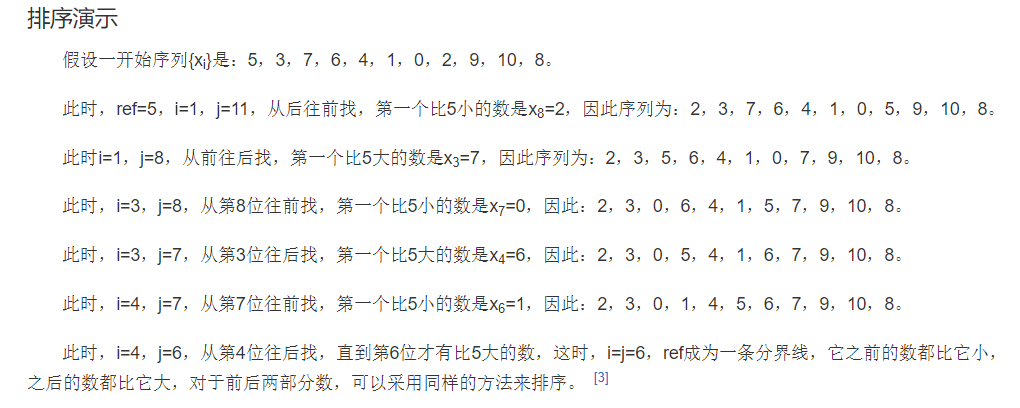 排序演示
假设一开始序列{xi}是：5，3，7，6，4，1，0，2，9，10，8。
此时，ref=5，i=1，j=11，从后往前找，第一个比5小的数是x8=2，因此序列为：2，3，7，6，4，1，0，5，9，10，8。
此时i=1，j=8，从前往后找，第一个比5大的数是x3=7，因此序列为：2，3，5，6，4，1，0，7，9，10，8。
此时，i=3，j=8，从第8位往前找，第一个比5小的数是x7=0，因此：2，3，0，6，4，1，5，7，9，10，8。
此时，i=3，j=7，从第3位往后找，第一个比5大的数是x4=6，因此：2，3，0，5，4，1，6，7，9，10，8。
此时，i=4，j=7，从第7位往前找，第一个比5小的数是x6=1，因此：2，3，0，1，4，5，6，7，9，10，8。
此时，i=4，j=6，从第4位往后找，直到第6位才有比5大的数，这时，i=j=6，ref成为一条分界线，它之前的数都比它小，
之后的数都比它大，对于前后两部分数，可以采用同样的方法来排序。 [3]